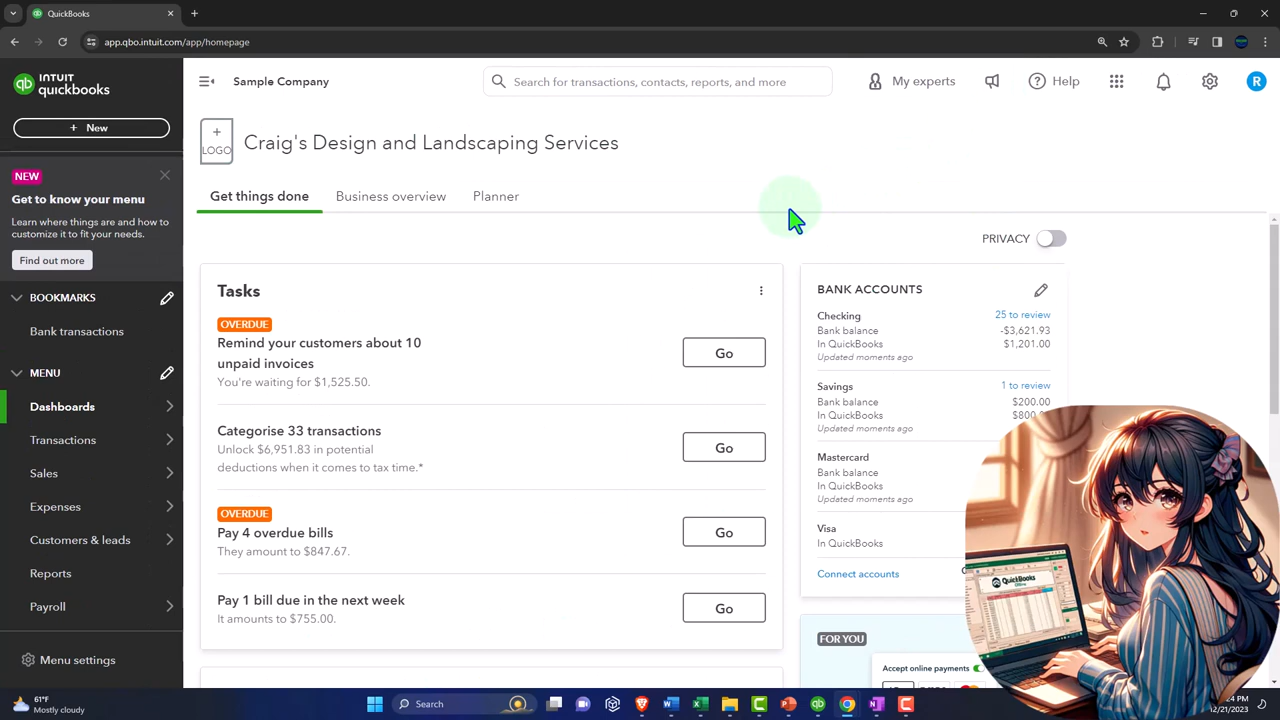 QuickBooks
app.qbo.intuit.com/app/homepage
INTUIT
quickbooks
+ New
NEW
Get to know your menu
Learn where things are and how to
customize it to fit your needs.
Find out more
BOOKMARKS
Bank transactions
MENU
Dashboards
Transactions
Sales
Expenses
Customers & leads
Reports
Payroll
Menu settings
Sample Company
Search for transactions, contacts, reports, and more
My experts
Help
R
+
LOGO
Craig's Design and Landscaping Services
Get things done
Business overview
Planner
PRIVACY
Tasks
OVERDUE
Remind your customers about 10
unpaid invoices
You're waiting for $1,525.50.
Go
Categorise 33 transactions
Unlock $6,951.83 in potential
deductions when it comes to tax time.*
Go
OVERDUE
Pay 4 overdue bills
They amount to $847.67.
Go
Pay 1 bill due in the next week
It amounts to $755.00.
Go
BANK ACCOUNTS
Checking 25 to review
Bank balance -$3,621.93
In QuickBooks $1,201.00
Updated moments ago
Savings 1 to review
Bank balance $200.00
In QuickBooks
Updated moments ago
Mastercard
Bank balance
In QuickBooks
Updated moments ago
Visa
In QuickBooks
Connect accounts
FOR YOU
Accept online payments
QuickBooks
61°F
Mostly cloudy
Search
12/21/2023